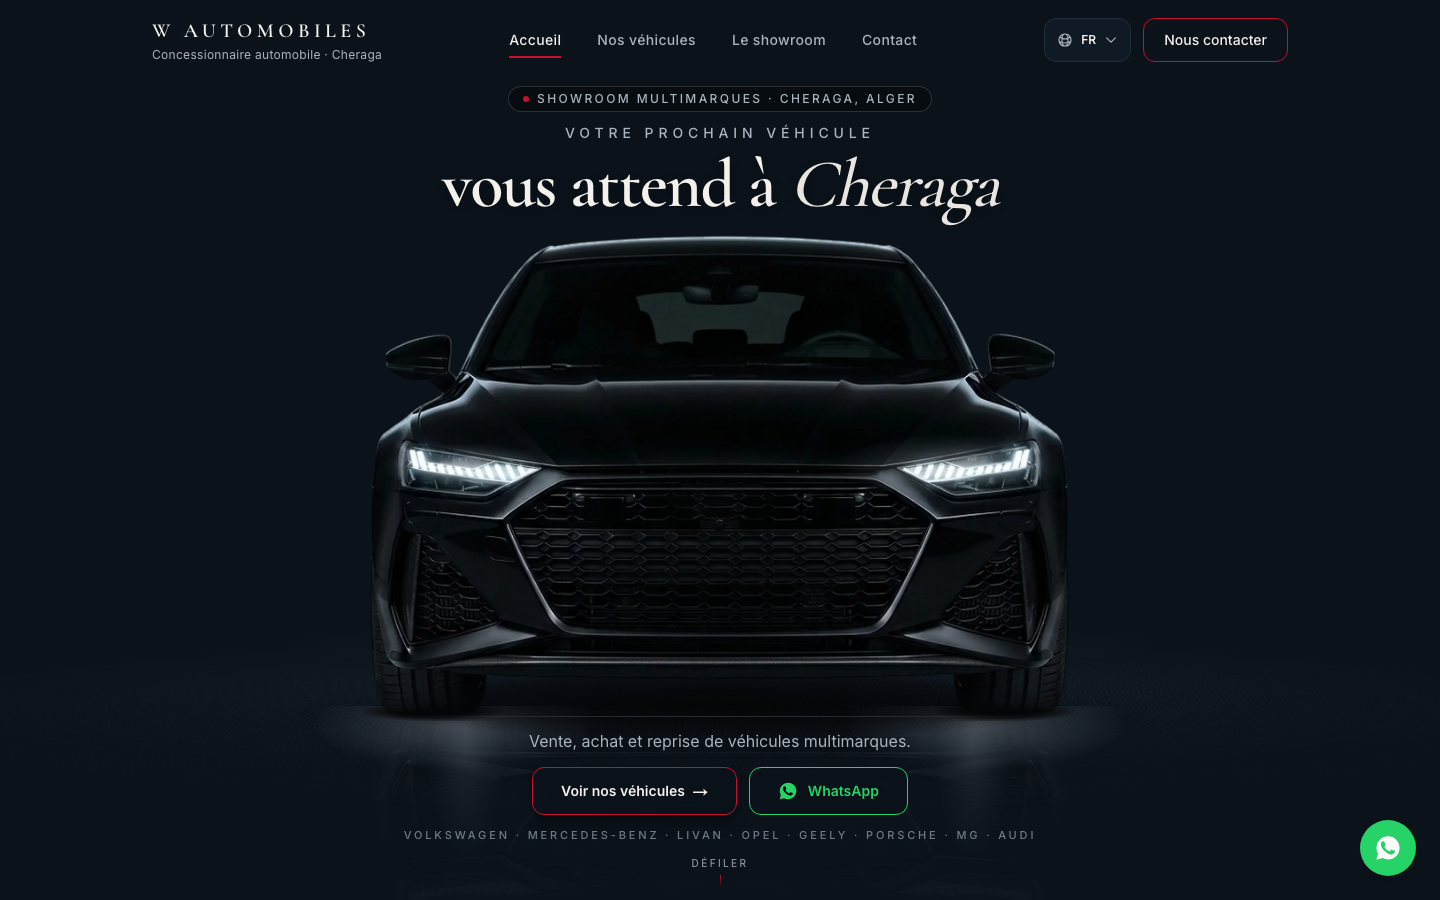 W AUTOMOBILES
Concessionnaire automobile · Cheraga
Accueil
Nos véhicules
Le showroom
Contact
FR
Nous contacter
SHOWROOM MULTIMARQUES · CHERAGA, ALGER
VOTRE PROCHAIN VÉHICULE
vous attend à Cheraga
Vente, achat et reprise de véhicules multimarques.
Voir nos véhicules →
WhatsApp
VOLKSWAGEN · MERCEDES-BENZ · LIVAN · OPEL · GEELY · PORSCHE · MG · AUDI
DÉFILER